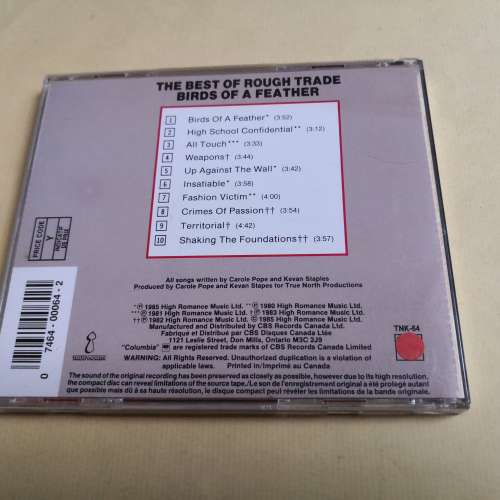 THE BEST OF ROUGH TRADE
BIRDS OF A FEATHER
1 Birds Of A Feather* (3:52)
2 High School Confidential** (3:12)
3 All Touch*** (3:33)
4 Weapons† (3:44)
5 Up Against The Wall* (3:42)
6 Insatiable* (3:58)
7 Fashion Victim** (4:00)
8 Crimes Of Passion†† (3:54)
9 Territorial† (4:42)
10 Shaking The Foundations†† (3:57)
PRICE CODE
Y
All songs written by Carole Pope and Kevan Staples
Produced by Carole Pope and Kevan Stapes for True North Productions
*℗ 1985 High Romance Music Ltd. **℗ 1980 High Romance Music Ltd.
***℗ 1981 High Romance Music Ltd. †℗ 1983 High Romance Music Ltd.
††℗ 1982 High Romance Music Ltd. © 1985 High Romance Music Ltd.
Manufactured and Distributed by CBS Records Canada Ltd.
Fabriqué et Distribué par CBS Disques Canada Ltée
1121 Leslie Street, Don Mills, Ontario M3C 2J9
"Columbia" are registered trade marks of CBS Records Canada Limited
WARNING: All Rights Reserved. Unauthorized duplication is a violation of
applicable laws. Printed in/Imprimé au Canada
TNK-64
0 7464-00064-2
The sound of the original recording has been preserved as closely as possible, however due to its high resolution,
the compact disc can reveal limitations of the source tape./Le son de l'enregistrement original a été protegé autant
que possible mais dû à sa haute résolution, le disque compact peut révéler les limitations de la bande originale.